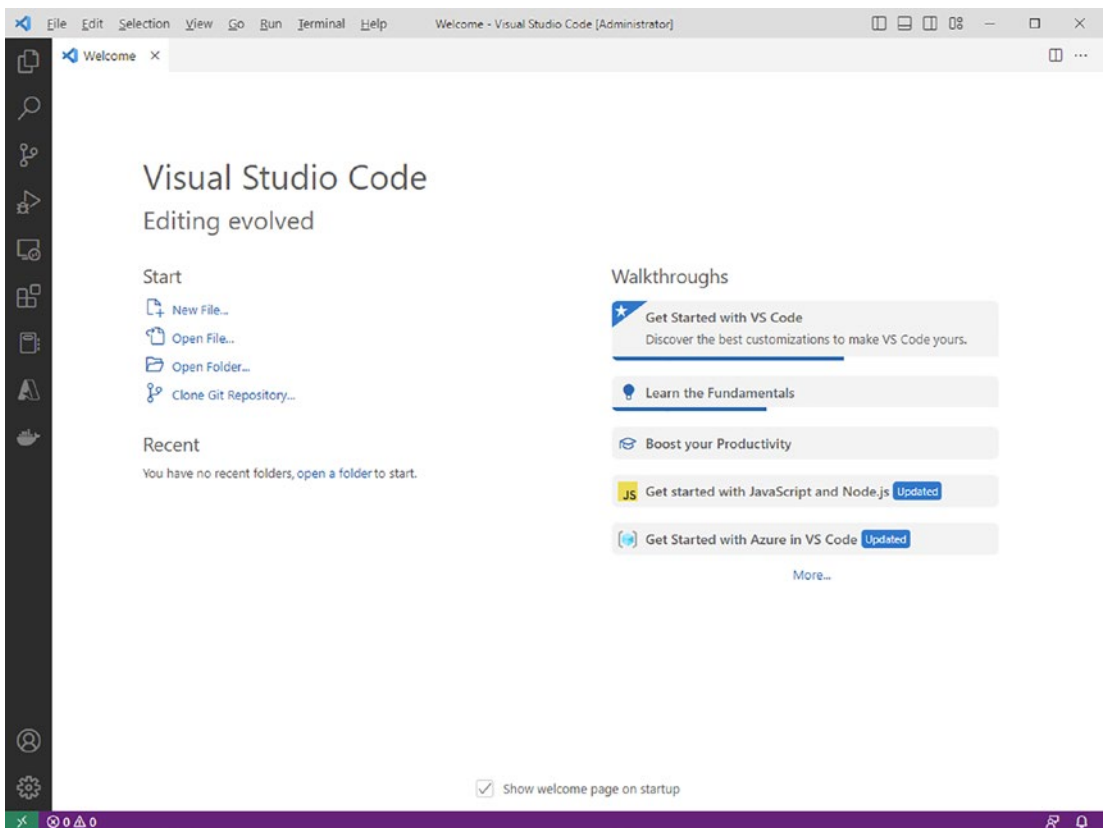 File Edit Selection View Go Run Terminal Help Welcome - Visual Studio Code [Administrator]
Welcome
Visual Studio Code
Editing evolved
Start
New File...
Open File...
Open Folder...
Clone Git Repository...
Recent
You have no recent folders, open a folder to start.
Walkthroughs
Get Started with VS Code
Discover the best customizations to make VS Code yours.
Learn the Fundamentals
Boost your Productivity
JS Get started with JavaScript and Node.js Updated
Get Started with Azure in VS Code Updated
More...
Show welcome page on startup
0 0